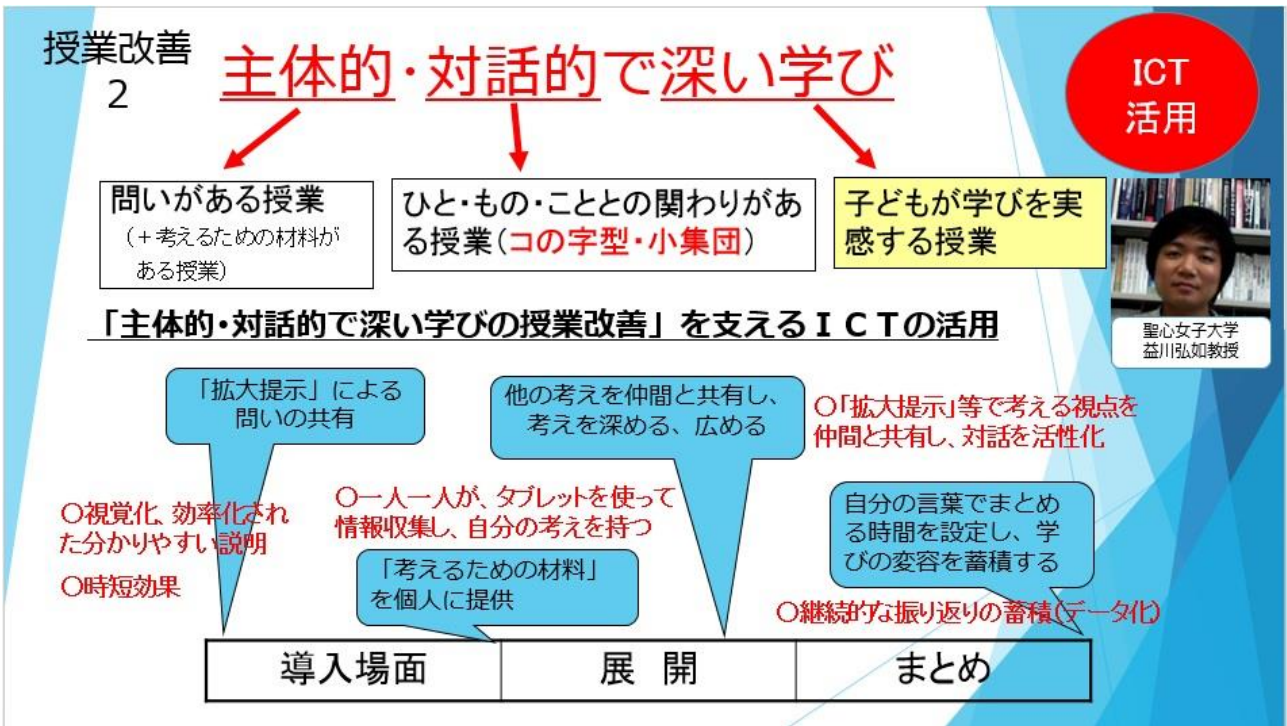 授業改善
2
主体的・対話的で深い学び
ICT
活用
問いがある授業
（＋考えるための材料が
ある授業）
ひと・もの・こととの関わりがあ
る授業（コの字型・小集団）
子どもが学びを実
感する授業
聖心女子大学
益川弘如教授
「主体的・対話的で深い学びの授業改善」を支えるＩＣＴの活用
「拡大提示」による
問いの共有
他の考えを仲間と共有し、
考えを深める、広める
〇「拡大提示」等で考える視点を
仲間と共有し、対話を活性化
〇視覚化、効率化され
た分かりやすい説明
〇時短効果
〇一人一人が、タブレットを使って
情報収集し、自分の考えを持つ
「考えるための材料」
を個人に提供
自分の言葉でまとめ
る時間を設定し、学
びの変容を蓄積する
〇継続的な振り返りの蓄積（データ化）
導入場面
展　開
まとめ